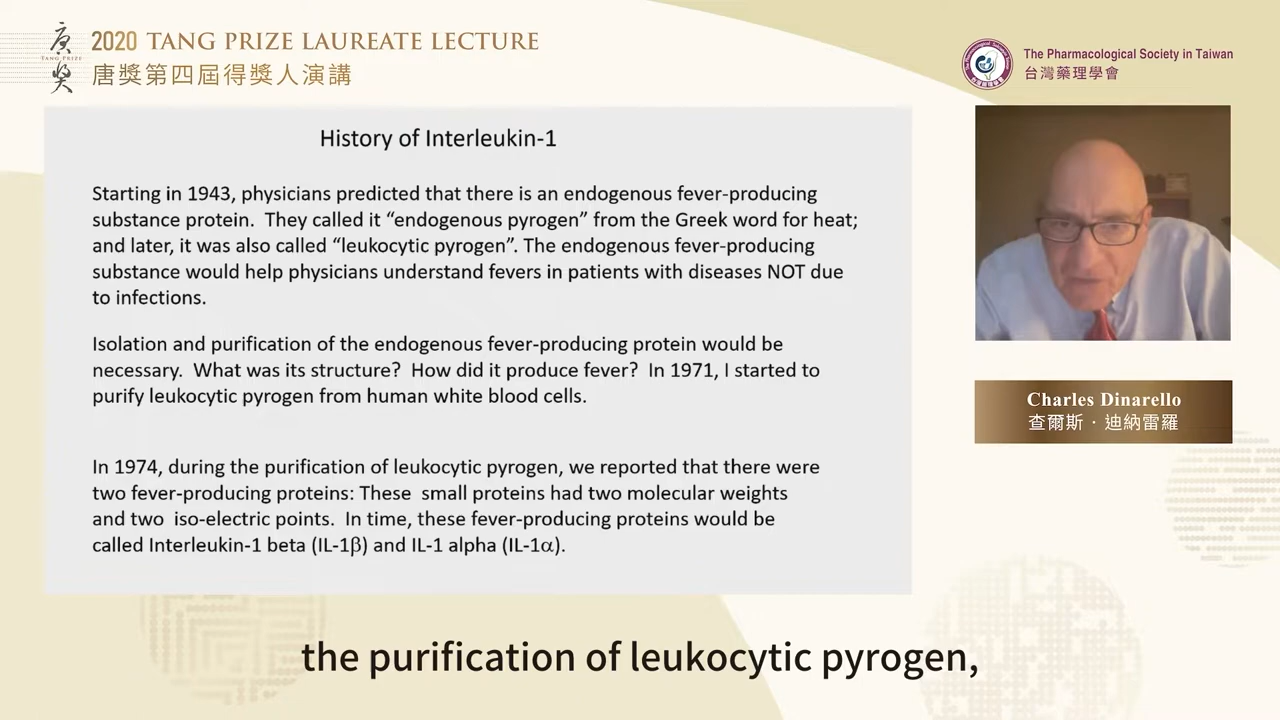 唐獎
TANG PRIZE
2020 TANG PRIZE LAUREATE LECTURE
唐獎第四屆得獎人演講
The Pharmacological Society in Taiwan
台灣藥理學會
History of Interleukin-1
Starting in 1943, physicians predicted that there is an endogenous fever-producing
substance protein.  They called it “endogenous pyrogen” from the Greek word for heat;
and later, it was also called “leukocytic pyrogen”. The endogenous fever-producing
substance would help physicians understand fevers in patients with diseases NOT due
to infections.
Isolation and purification of the endogenous fever-producing protein would be
necessary.  What was its structure?  How did it produce fever?  In 1971, I started to
purify leukocytic pyrogen from human white blood cells.
In 1974, during the purification of leukocytic pyrogen, we reported that there were
two fever-producing proteins: These  small proteins had two molecular weights
and two  iso-electric points.  In time, these fever-producing proteins would be
called Interleukin-1 beta (IL-1β) and IL-1 alpha (IL-1α).
Charles Dinarello
查爾斯·迪納雷羅
the purification of leukocytic pyrogen,